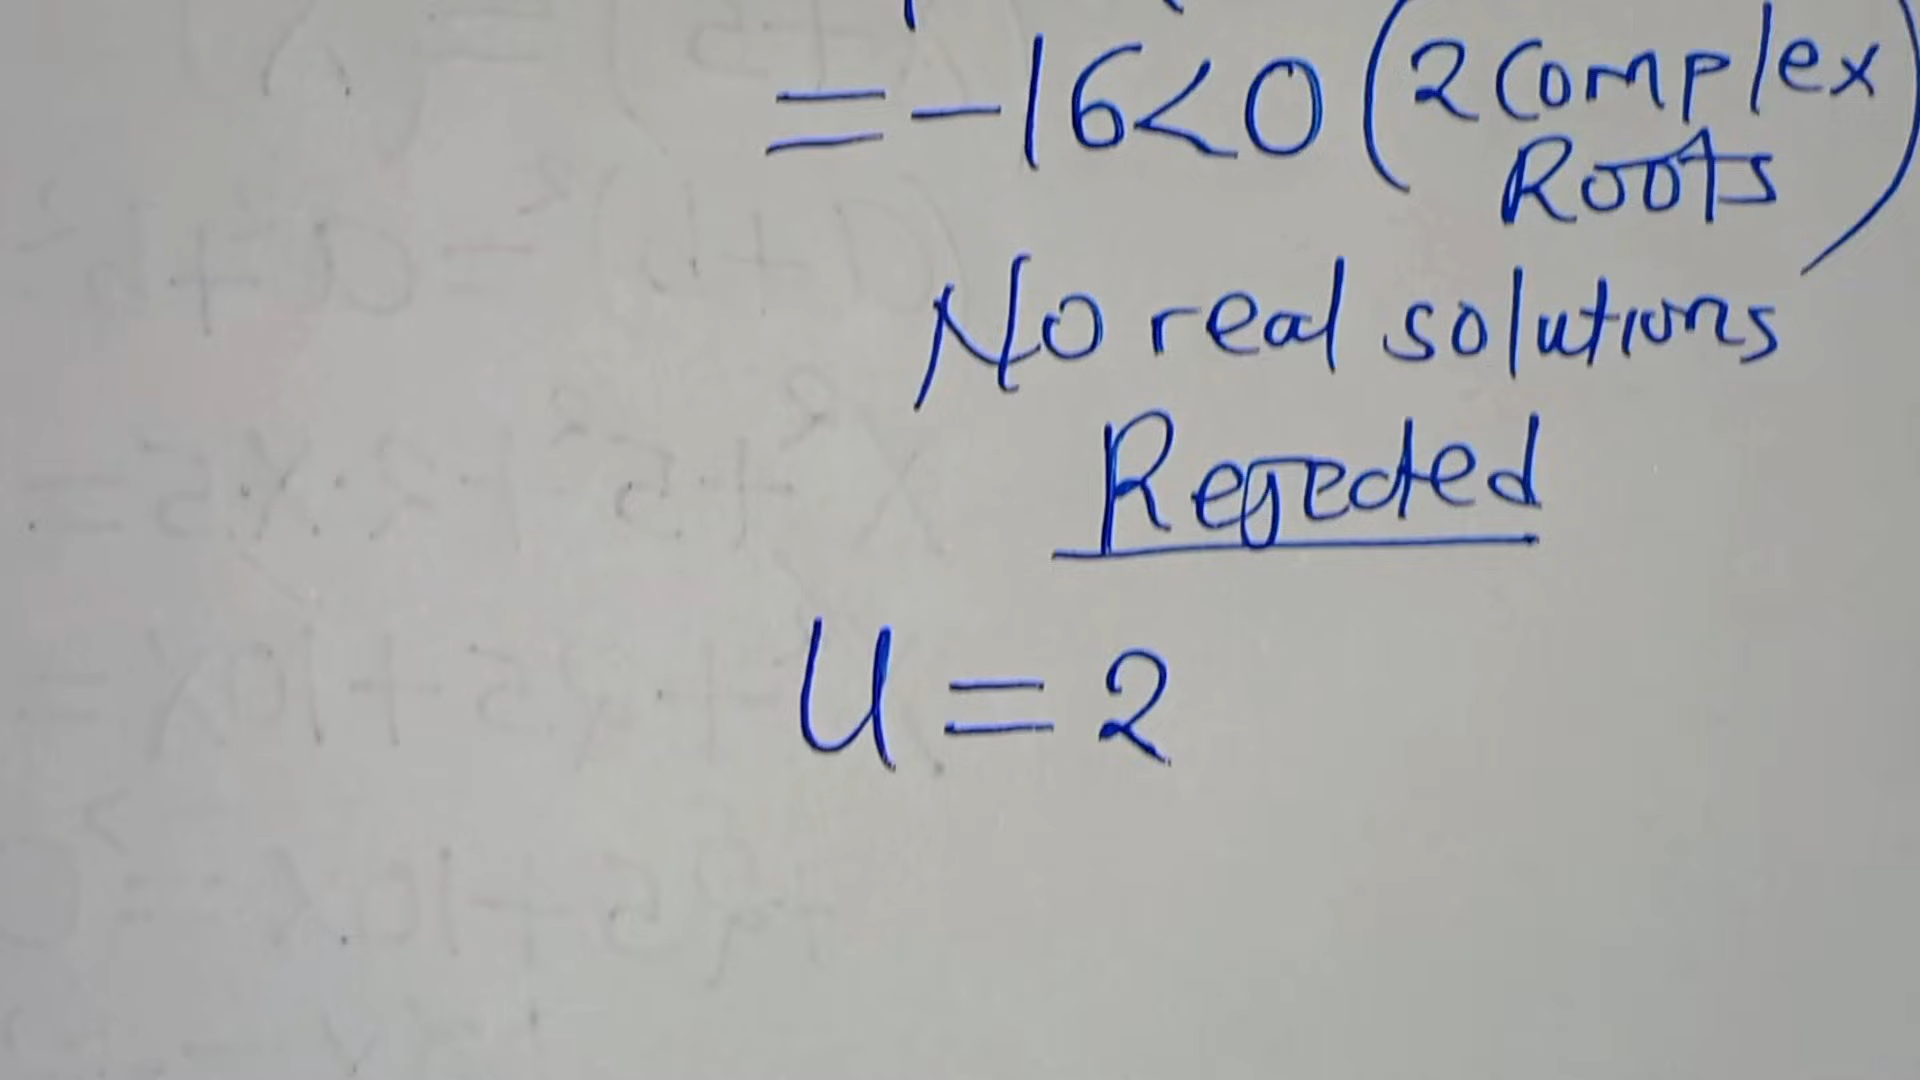 =-16<0 (2 complex
Roots)
No real solutions
Rejected
U=2